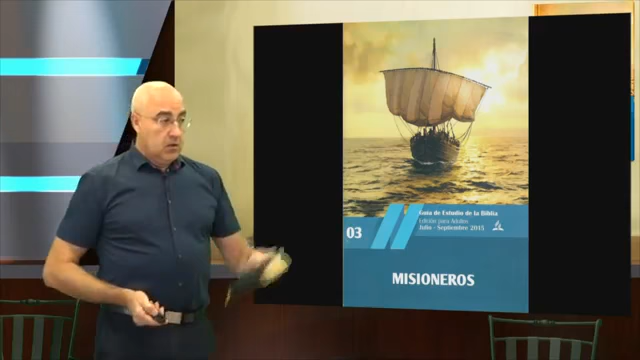 Guía de Estudio de la Biblia
Edición para Adultos
Julio - Septiembre 2015
03
MISIONEROS